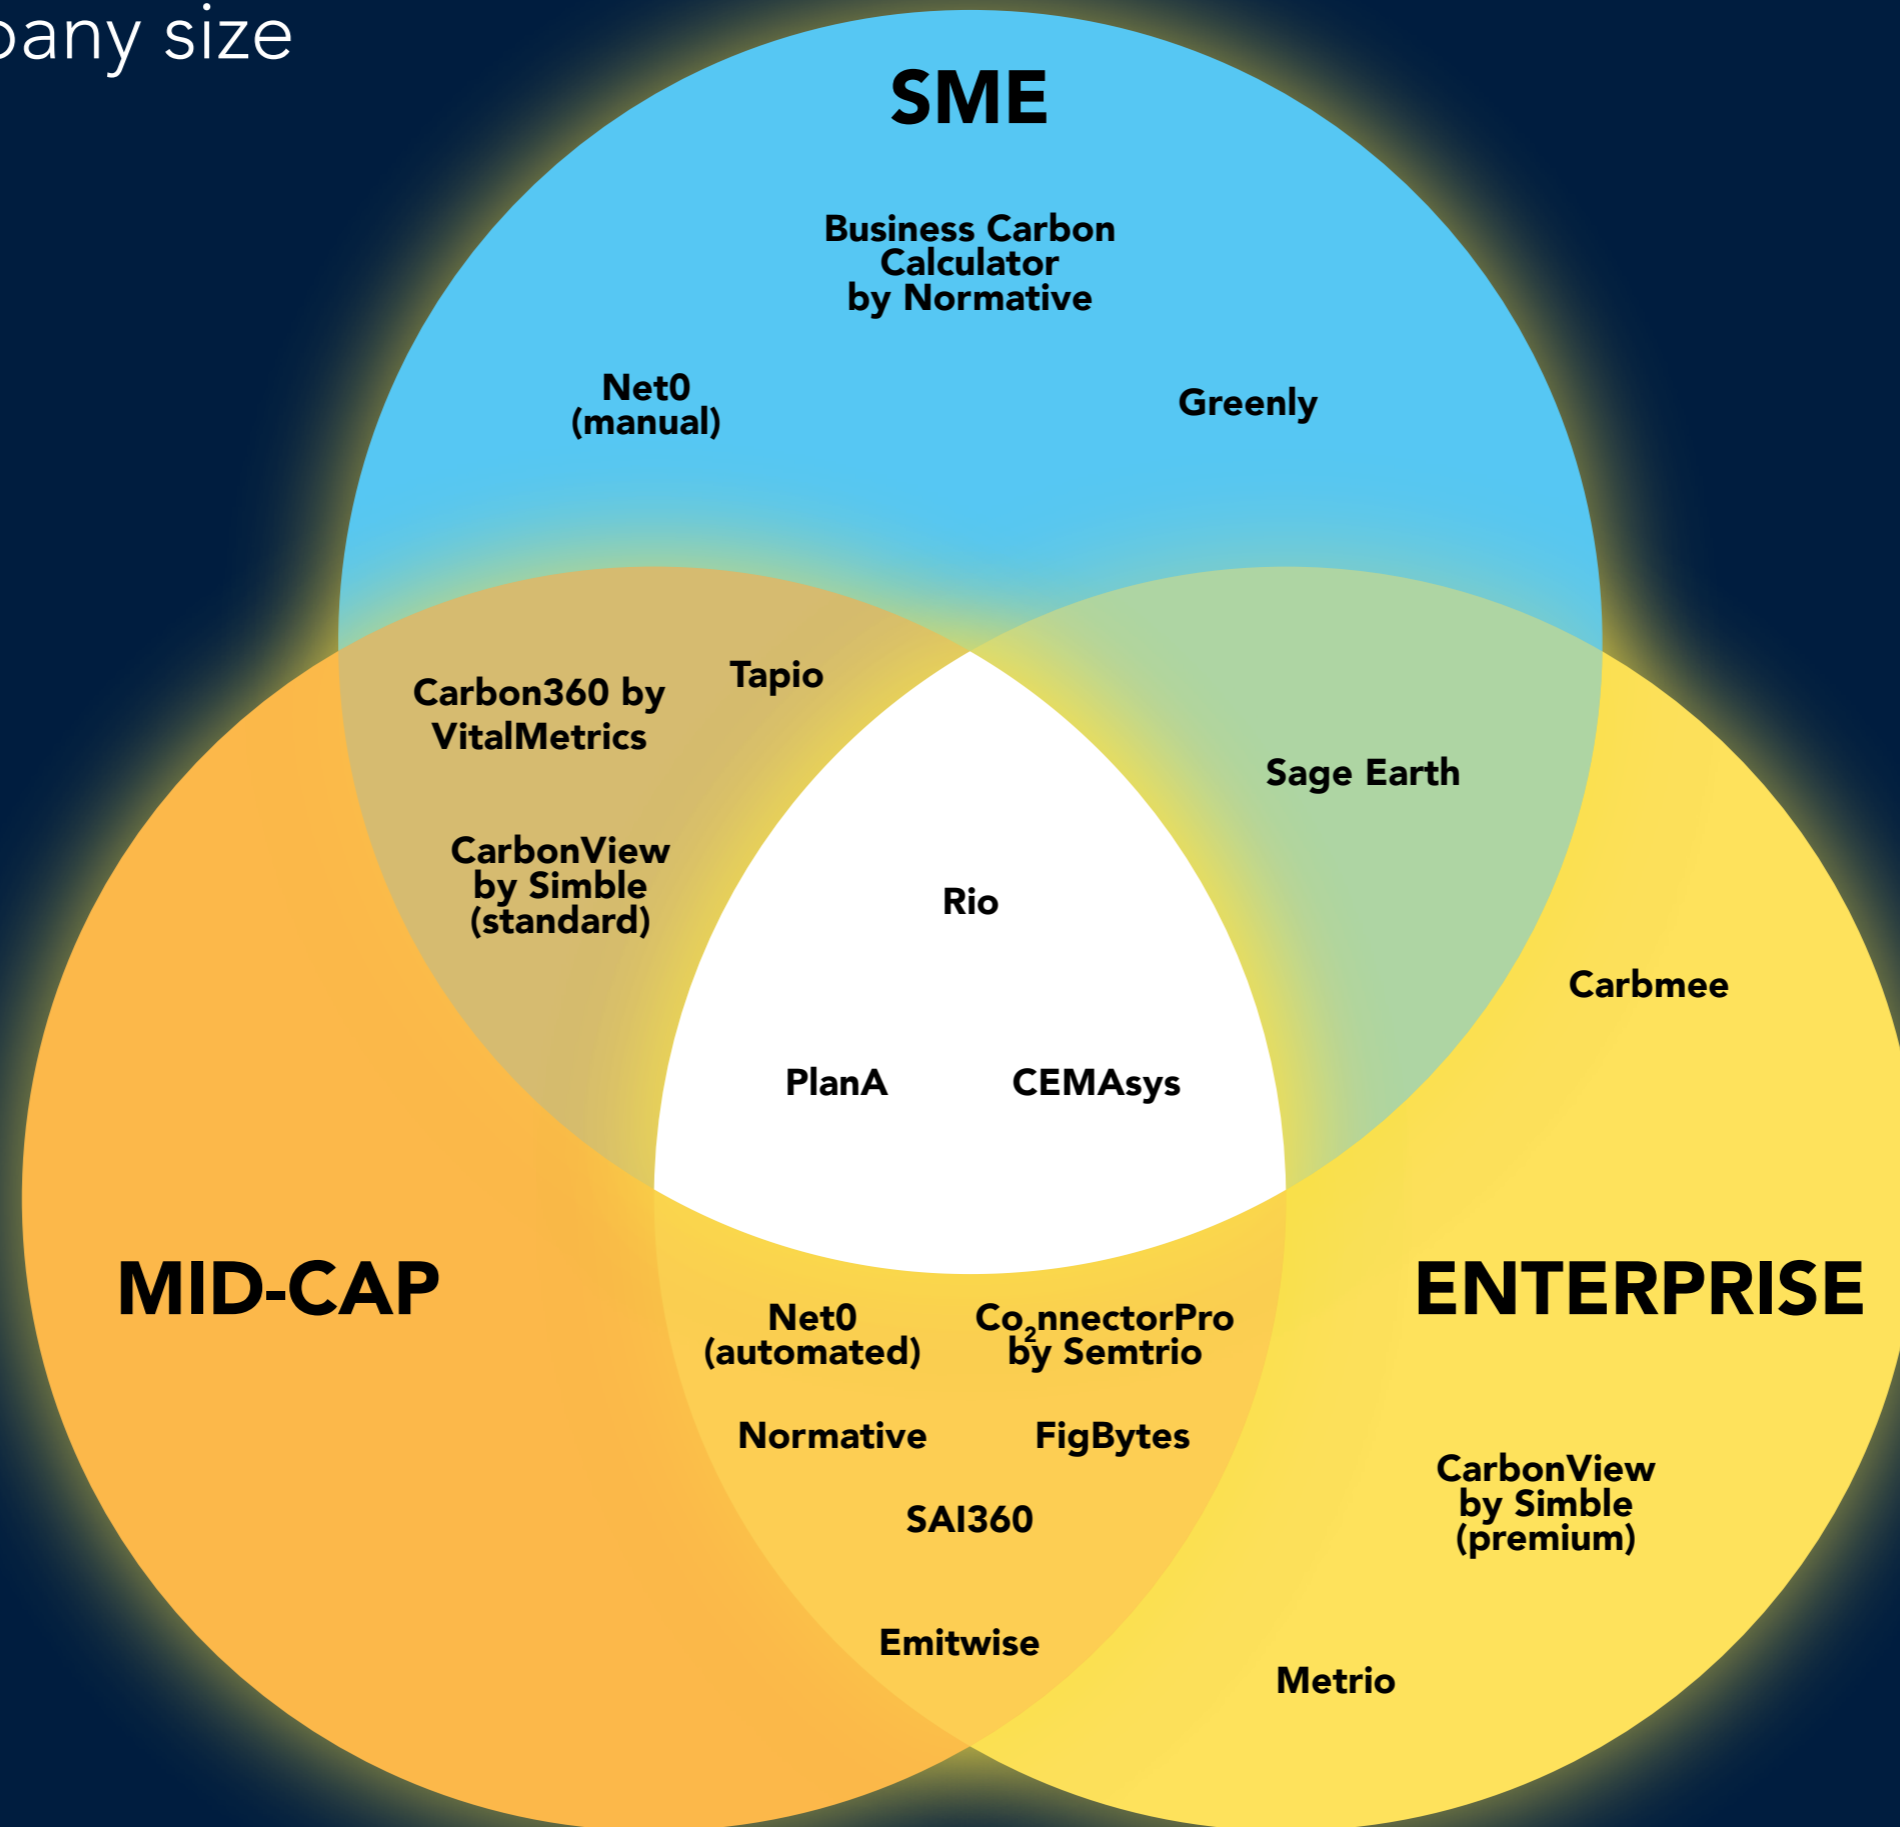 pany size
SME
Business Carbon
Calculator
by Normative
Net0
(manual)
Greenly
Tapio
Carbon360 by
VitalMetrics
Sage Earth
CarbonView
by Simble
(standard)
Rio
Carbmee
PlanA
CEMAsys
MID-CAP
ENTERPRISE
Net0
(automated)
Co₂nnectorPro
by Semtrio
Normative
FigBytes
CarbonView
by Simble
(premium)
SAI360
Emitwise
Metrio